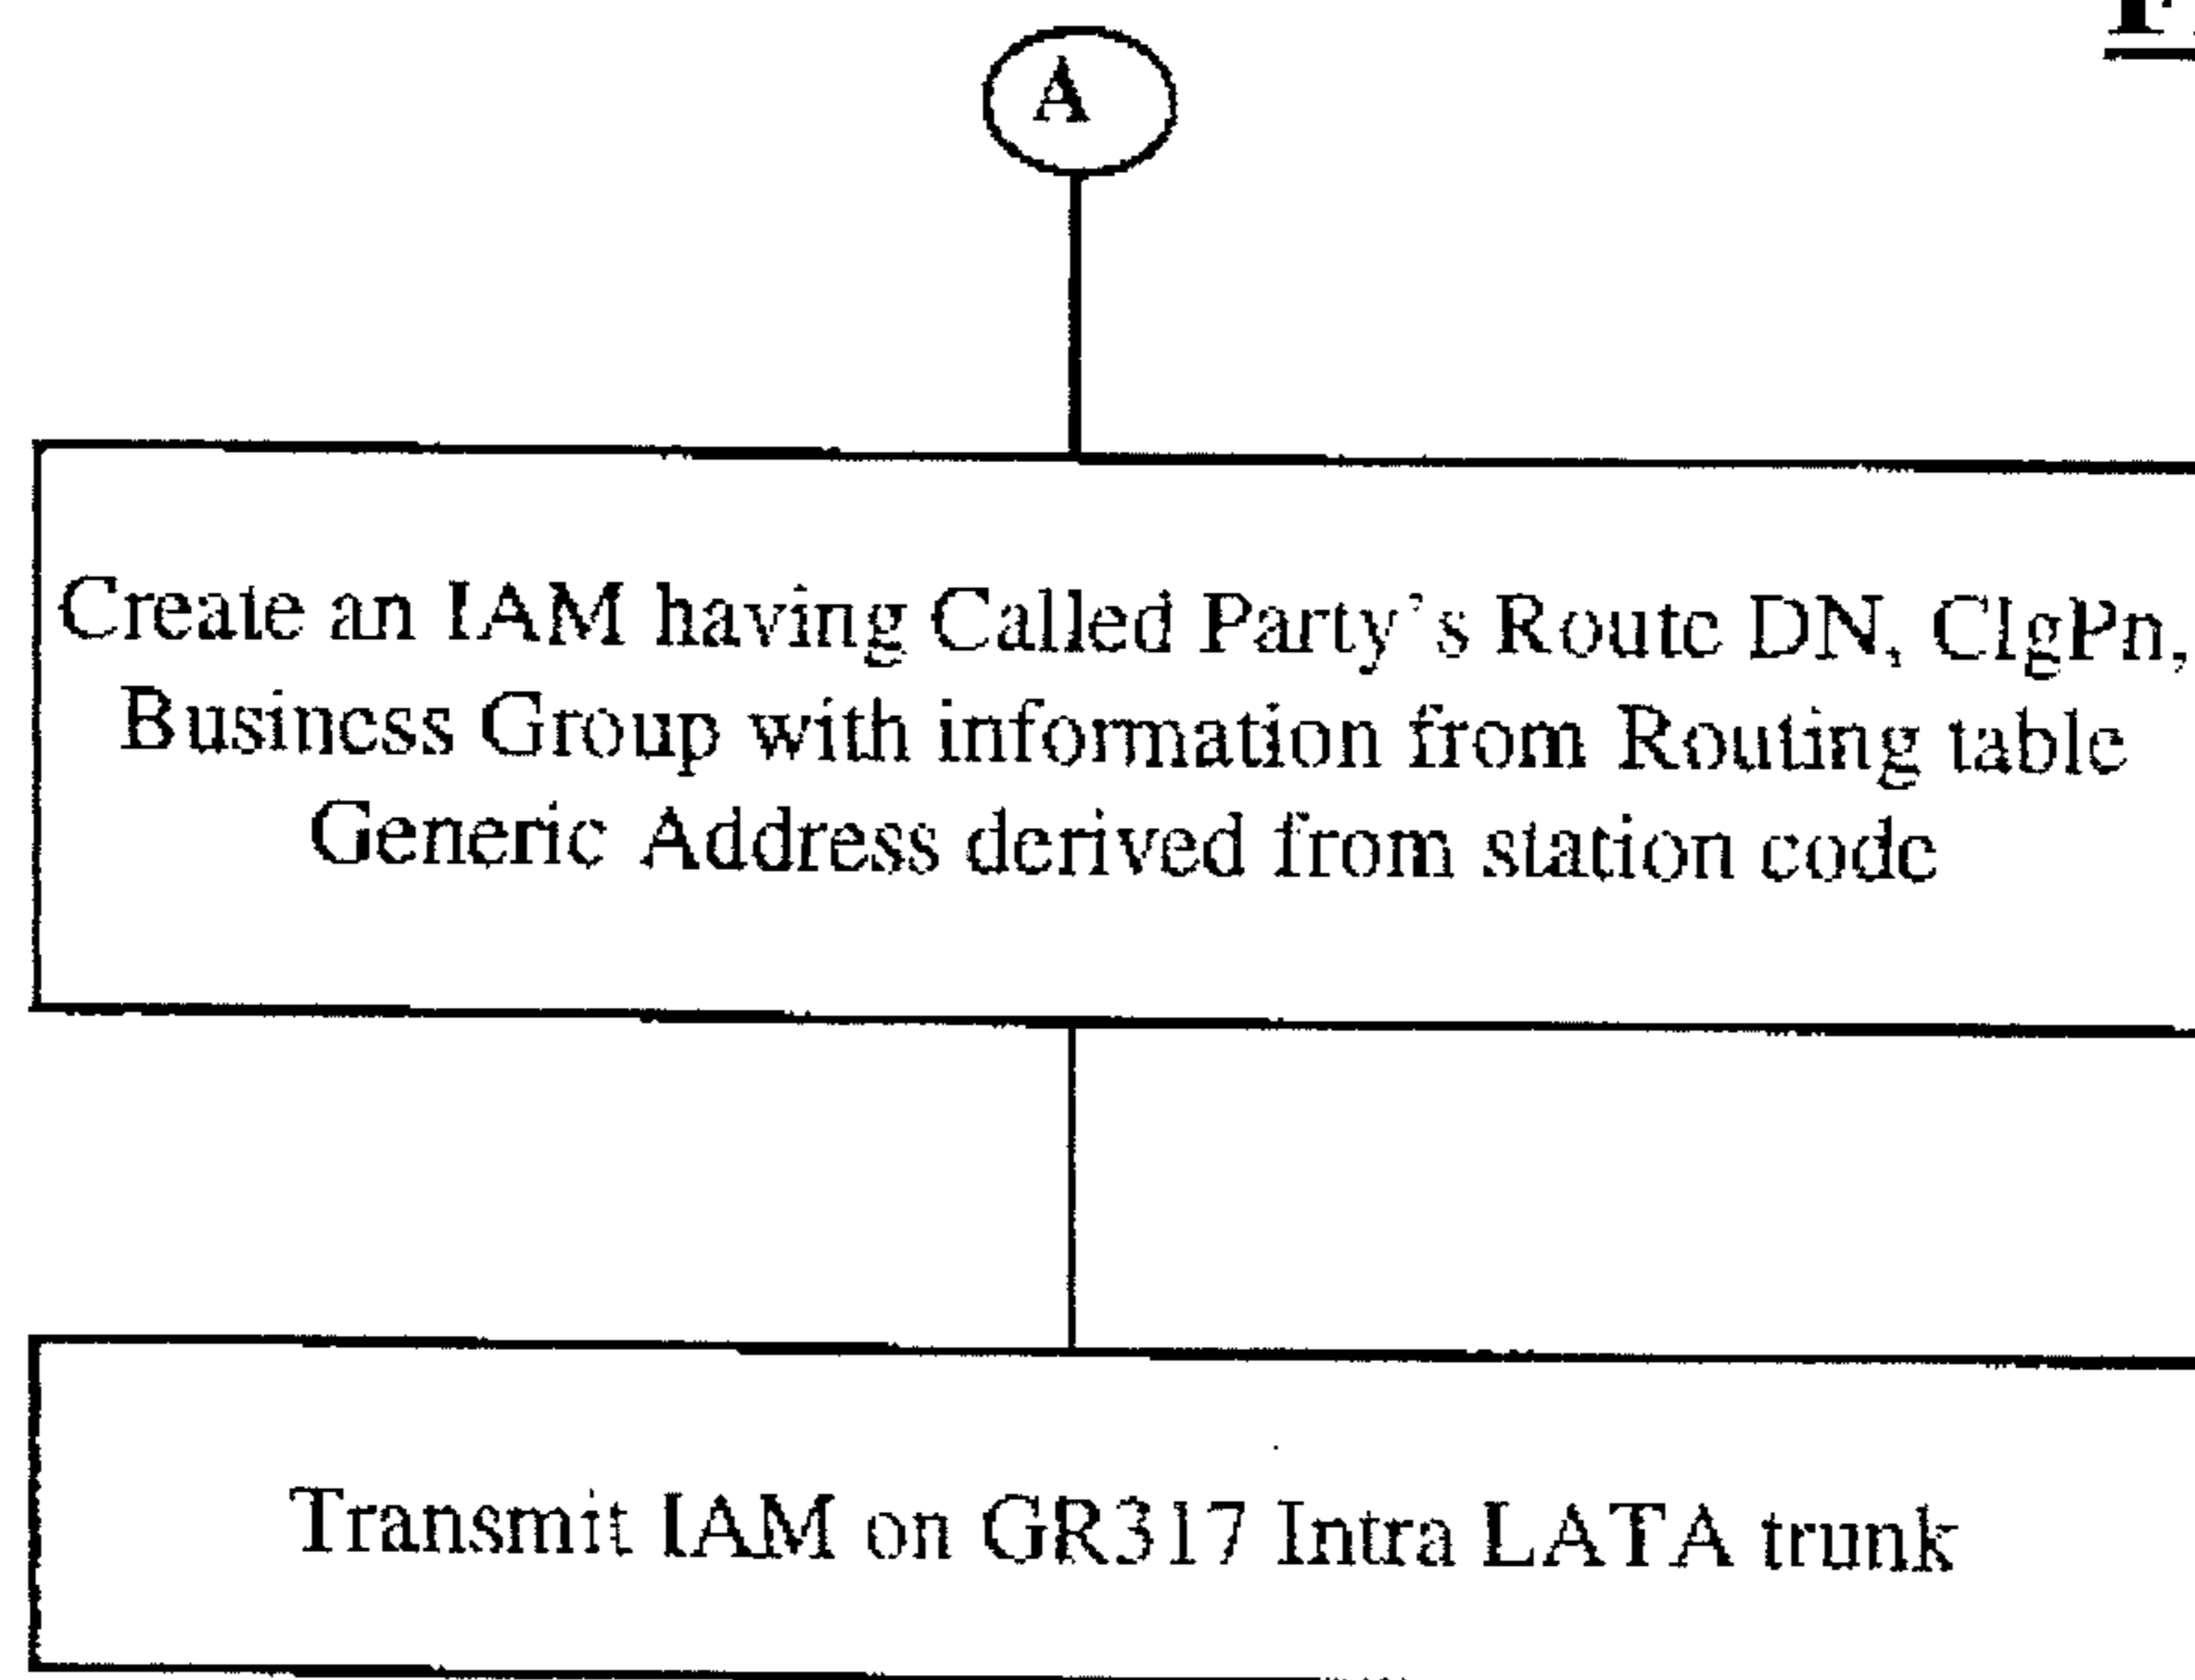 A
Create an IAM having Called Party's Route DN, ClgPn,
Business Group with information from Routing table
Generic Address derived from station code
Transmit IAM on GR317 Intra LATA trunk